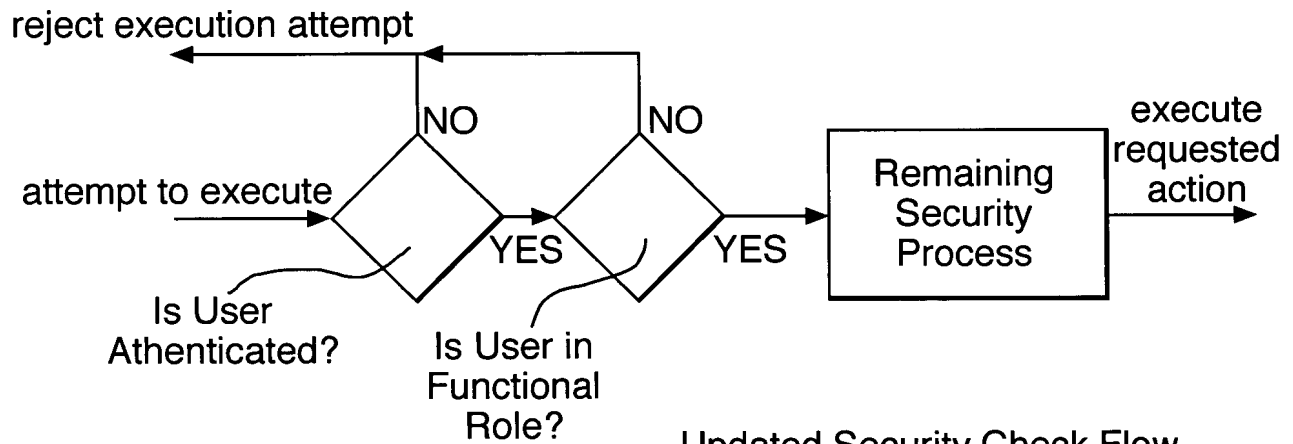 reject execution attempt
NO
NO
attempt to execute
YES
YES
Remaining
Security
Process
execute
requested
action
Is User
Athenticated?
Is User in
Functional
Role?
Updated Security Check Flow